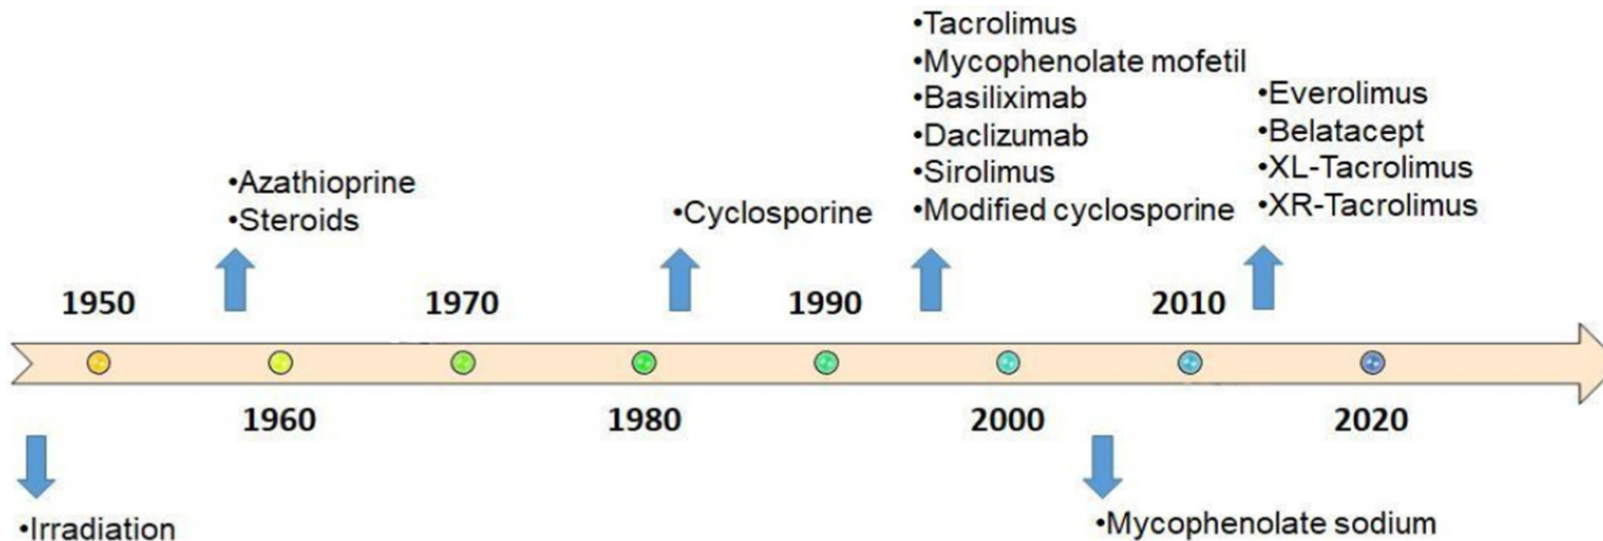 •Tacrolimus
•Mycophenolate mofetil
•Basiliximab
•Daclizumab
•Sirolimus
•Modified cyclosporine
•Everolimus
•Belatacept
•XL-Tacrolimus
•XR-Tacrolimus
•Azathioprine
•Steroids
•Cyclosporine
1950
1970
1990
2010
1960
1980
2000
2020
•Irradiation
•Mycophenolate sodium